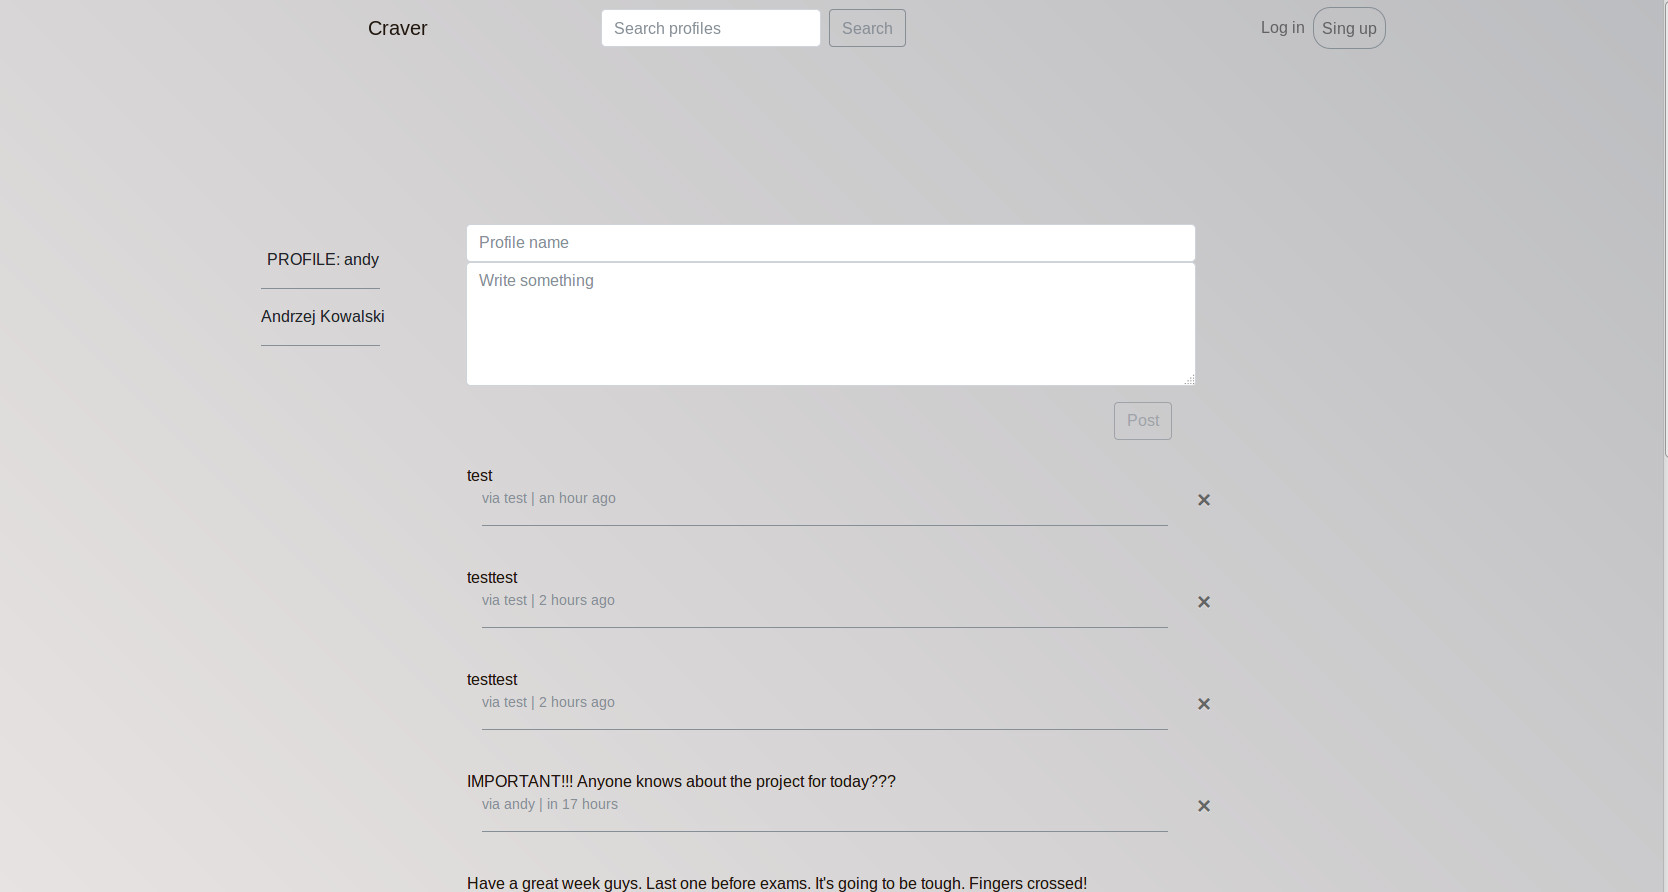 Craver
Search profiles
Search
Log in
Sing up
PROFILE: andy
Andrzej Kowalski
Profile name
Write something
Post
test
via test | an hour ago
×
testtest
via test | 2 hours ago
×
testtest
via test | 2 hours ago
×
IMPORTANT!!! Anyone knows about the project for today???
via andy | in 17 hours
×
Have a great week guys. Last one before exams. It's going to be tough. Fingers crossed!